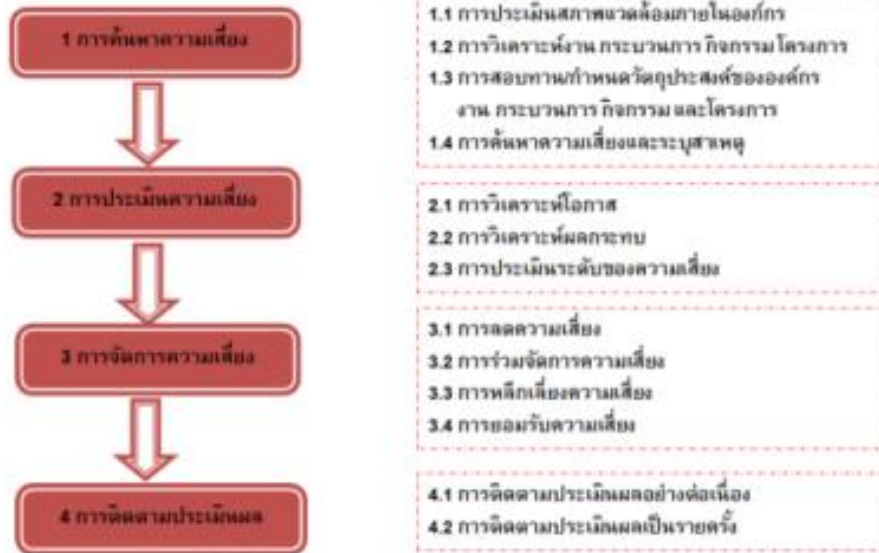 1 การค้นหาความเสี่ยง
1.1 การประเมินสภาพแวดล้อมภายในองค์กร
1.2 การวิเคราะห์งาน กระบวนการ กิจกรรม โครงการ
1.3 การสอบทาน/กำหนดวัตถุประสงค์ขององค์กร
งาน กระบวนการ กิจกรรม และโครงการ
1.4 การค้นหาความเสี่ยงและระบุสาเหตุ
2 การประเมินความเสี่ยง
2.1 การวิเคราะห์โอกาส
2.2 การวิเคราะห์ผลกระทบ
2.3 การประเมินระดับของความเสี่ยง
3 การจัดการความเสี่ยง
3.1 การลดความเสี่ยง
3.2 การร่วมจัดการความเสี่ยง
3.3 การหลีกเลี่ยงความเสี่ยง
3.4 การยอมรับความเสี่ยง
4 การติดตามประเมินผล
4.1 การติดตามประเมินผลอย่างต่อเนื่อง
4.2 การติดตามประเมินผลเป็นรายครั้ง